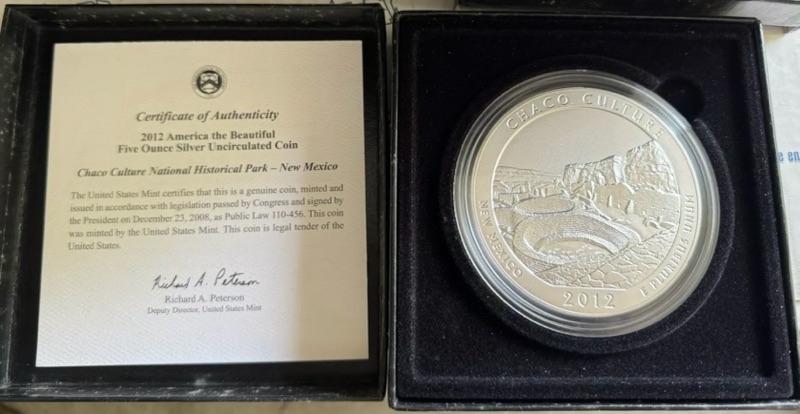 Certificate of Authenticity
2012 America the Beautiful
Five Ounce Silver Uncirculated Coin
Chaco Culture National Historical Park – New Mexico
The United States Mint certifies that this is a genuine coin, minted and
issued in accordance with legislation passed by Congress and signed by
the President on December 23, 2008, as Public Law 110-456. This coin
was minted by the United States Mint. This coin is legal tender of the
United States.
Richard A. Peterson
Richard A. Peterson
Deputy Director, United States Mint
CHACO CULTURE
NEW MEXICO
2012
E PLURIBUS UNUM